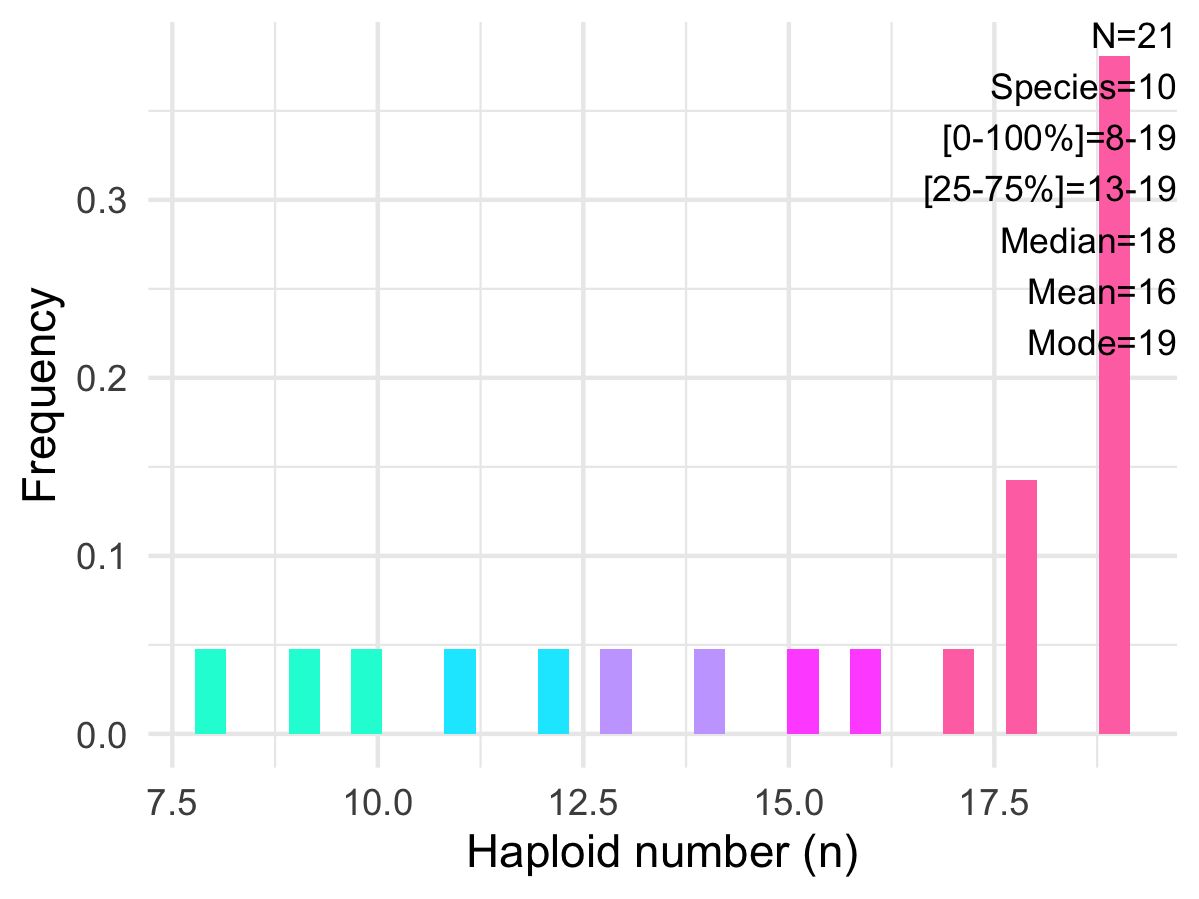 N=21
Species=10
[0-100%]=8-19
[25-75%]=13-19
Median=18
Mean=16
Mode=19
Frequency
0.3
0.2
0.1
0.0
7.5 10.0 12.5 15.0 17.5
Haploid number (n)